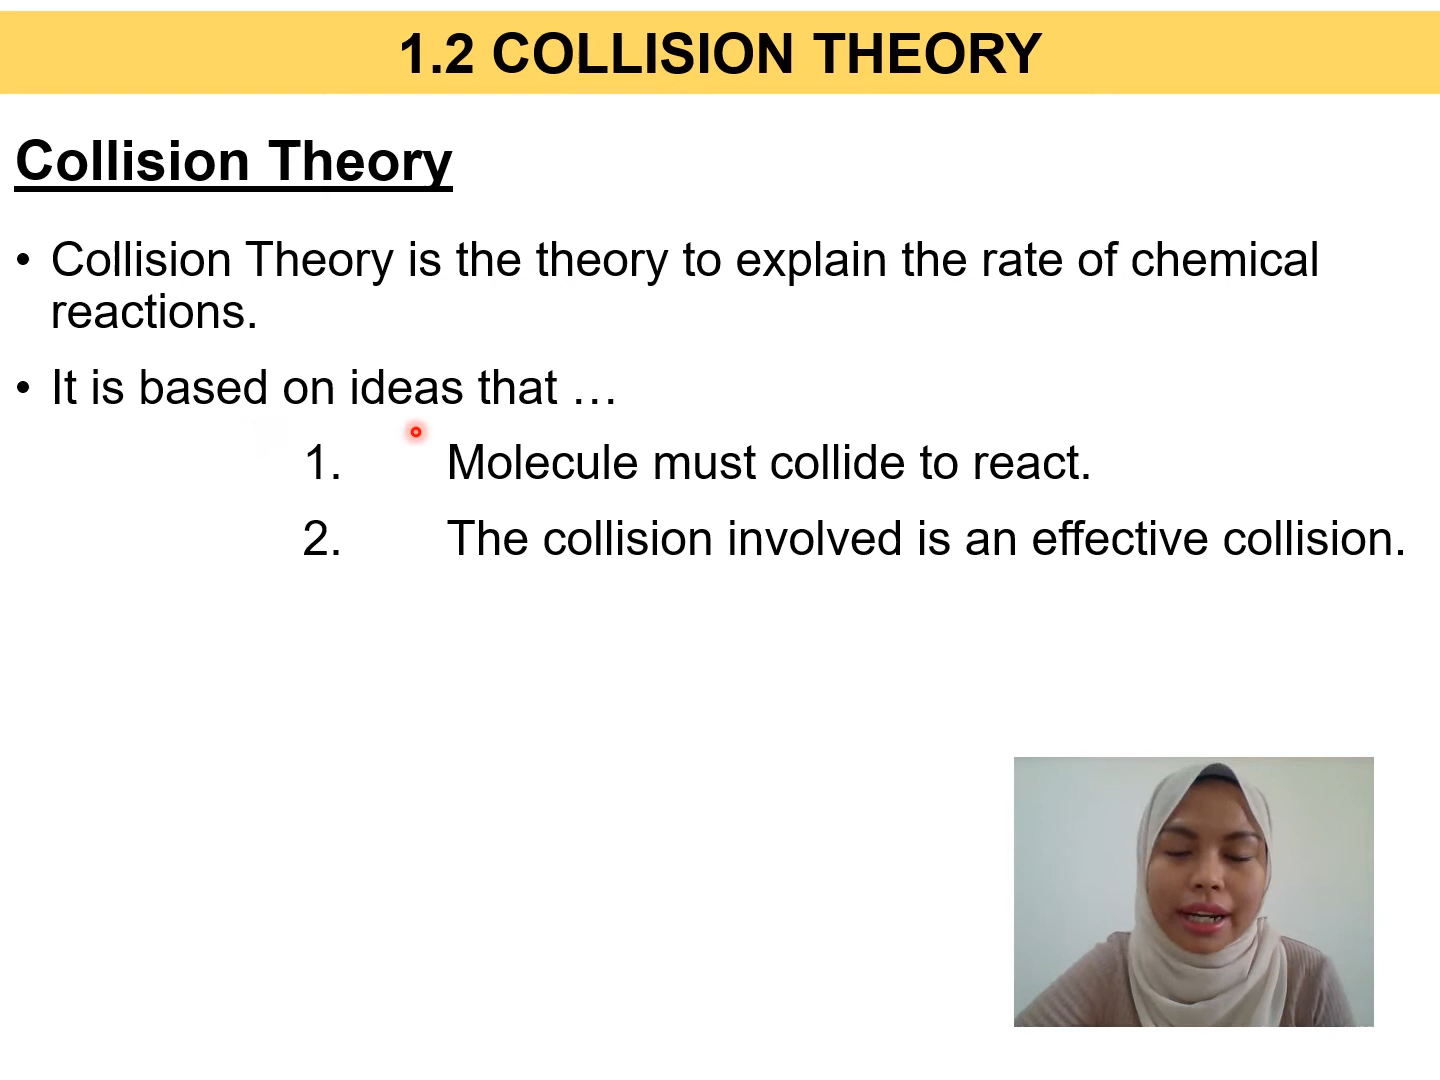 1.2 COLLISION THEORY
Collision Theory
• Collision Theory is the theory to explain the rate of chemical
reactions.
• It is based on ideas that …
1. Molecule must collide to react.
2. The collision involved is an effective collision.